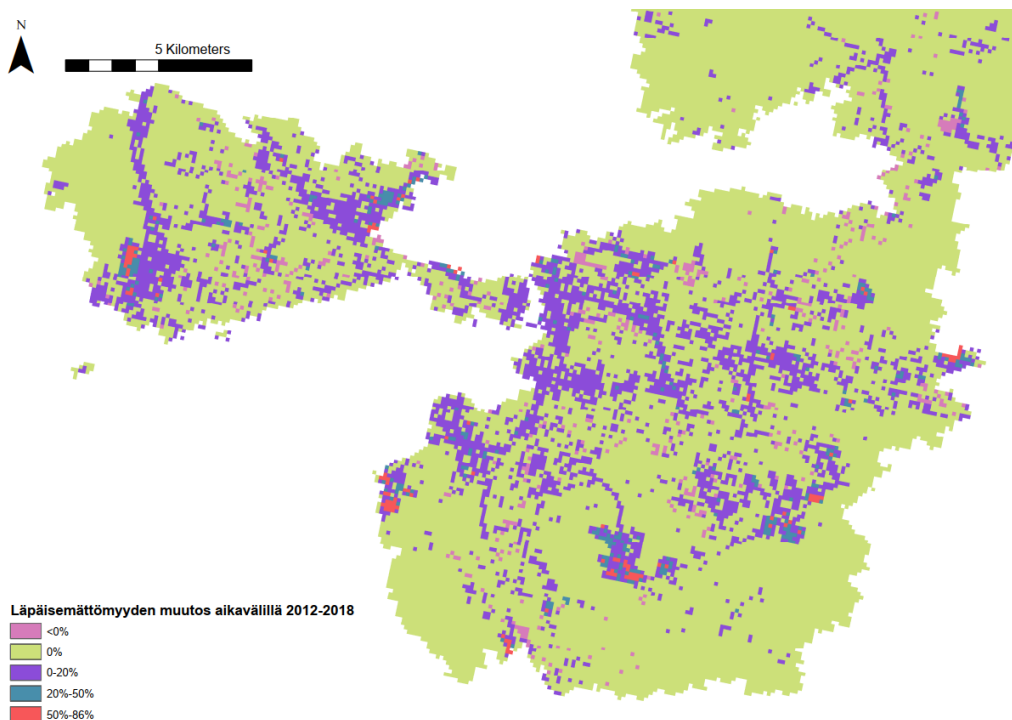 N
5 Kilometers
Läpäisemättömyyden muutos aikavälillä 2012-2018
<0%
0%
0-20%
20%-50%
50%-86%